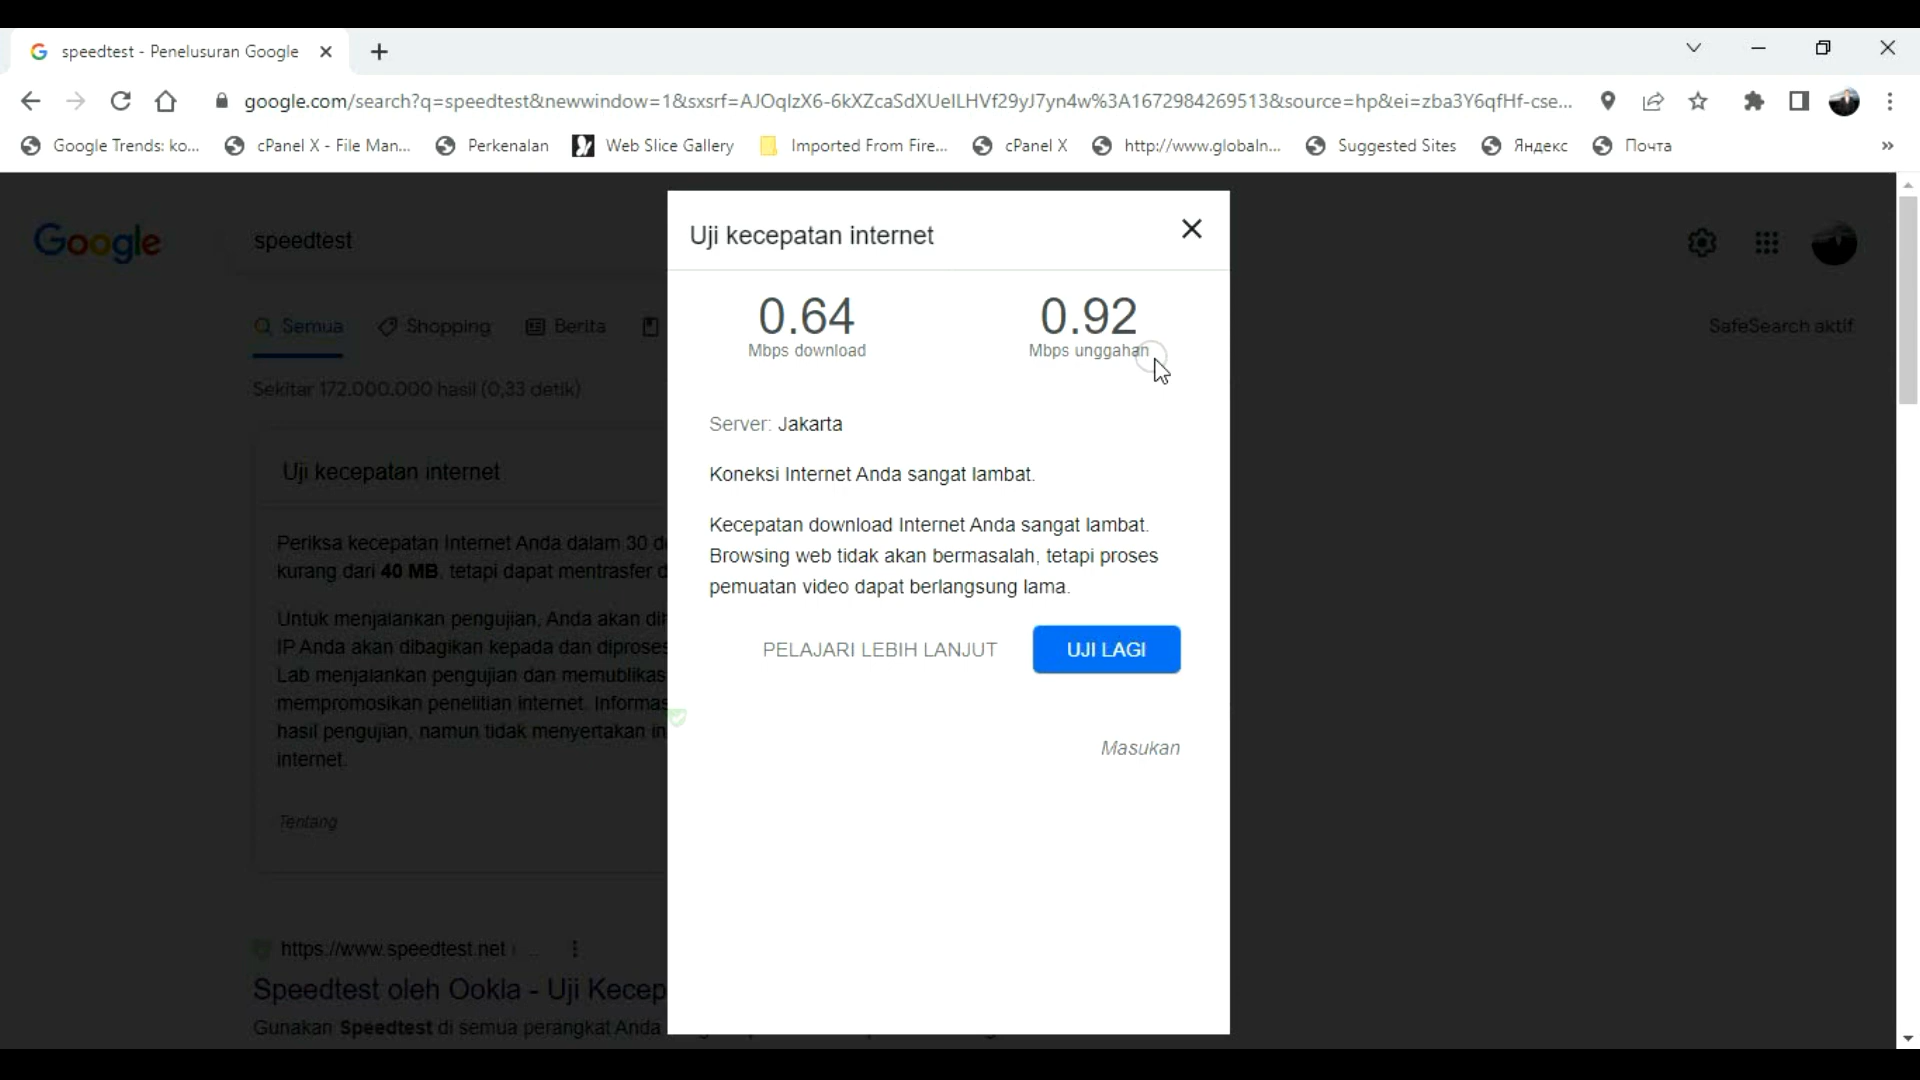 speedtest - Penelusuran Google
google.com/search?q=speedtest&newwindow=1&sxsrf=AJOqlzX6-6kXZcaSdXUeILHVf29yJ7yn4w%3A1672984269513&source=hp&ei=zba3Y6qfHf-cse...
Google Trends: ko... cPanel X - File Man... Perkenalan Web Slice Gallery Imported From Fire... cPanel X http://www.globaln... Suggested Sites Яндекс Почта »
Google speedtest
Semua Shopping Berita SafeSearch aktif
Sekitar 172.000.000 hasil (0,33 detik)
Uji kecepatan internet
Periksa kecepatan Internet Anda dalam 30 de
kurang dari 40 MB, tetapi dapat mentrasfer d
Untuk menjalankan pengujian, Anda akan dih
IP Anda akan dibagikan kepada dan diproses
Lab menjalankan pengujian dan memublikas
mempromosikan penelitian internet. Informas
hasil pengujian, namun tidak menyertakan in
internet.
Tentang
https://www.speedtest.net
Speedtest oleh Ookla - Uji Kecep
Gunakan Speedtest di semua perangkat Anda
Uji kecepatan internet
0.64 0.92
Mbps download Mbps unggahan
Server: Jakarta
Koneksi Internet Anda sangat lambat.
Kecepatan download Internet Anda sangat lambat.
Browsing web tidak akan bermasalah, tetapi proses
pemuatan video dapat berlangsung lama.
PELAJARI LEBIH LANJUT UJI LAGI
Masukan